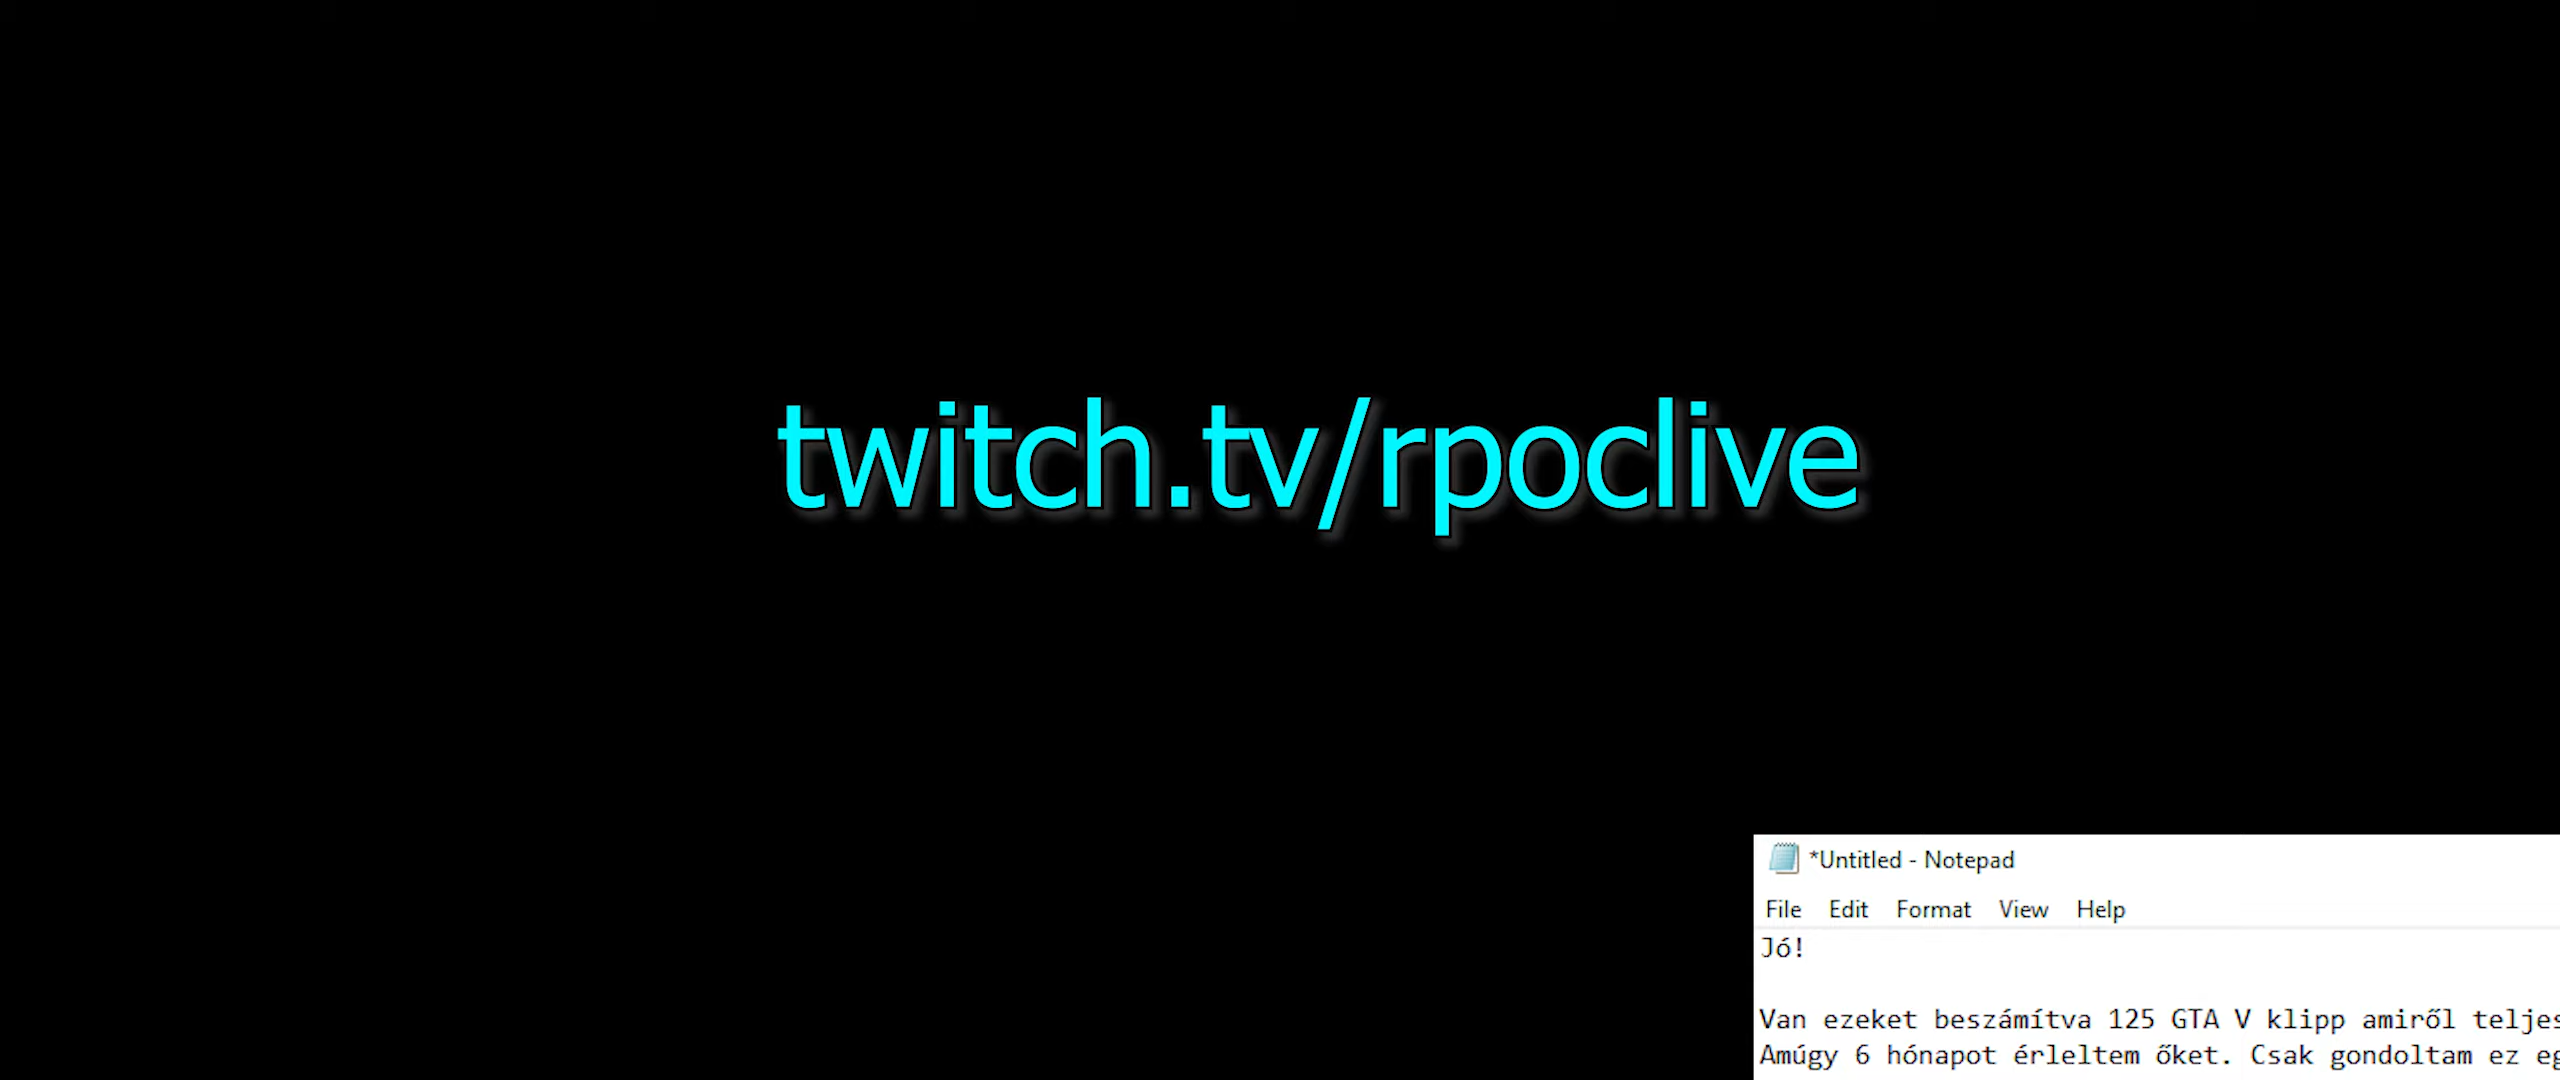 twitch.tv/rpoclive
*Untitled - Notepad
File Edit Format View Help
Jó!
Van ezeket beszámítva 125 GTA V klipp amiről teljes
Amúgy 6 hónapot érleltem őket. Csak gondoltam ez eg